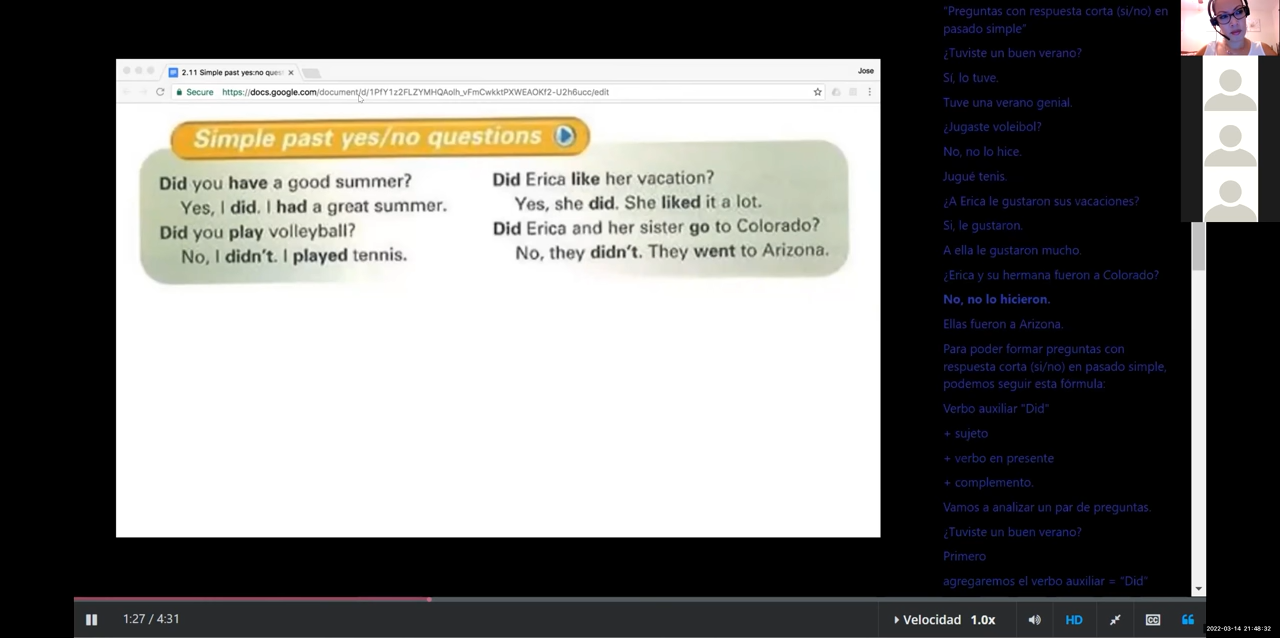 2.11 Simple past yes:no ques
Jose
Secure https://docs.google.com/document/d/1PfY1z2FLZYMHQAolh_vFmCwkktPXWEAOKf2-U2h6ucc/edit
Simple past yes/no questions
Did you have a good summer?
Yes, I did. I had a great summer.
Did you play volleyball?
No, I didn't. I played tennis.
Did Erica like her vacation?
Yes, she did. She liked it a lot.
Did Erica and her sister go to Colorado?
No, they didn't. They went to Arizona.
"Preguntas con respuesta corta (si/no) en
pasado simple"
¿Tuviste un buen verano?
Sí, lo tuve.
Tuve una verano genial.
¿Jugaste voleibol?
No, no lo hice.
Jugué tenis.
¿A Erica le gustaron sus vacaciones?
Si, le gustaron.
A ella le gustaron mucho.
¿Erica y su hermana fueron a Colorado?
No, no lo hicieron.
Ellas fueron a Arizona.
Para poder formar preguntas con
respuesta corta (si/no) en pasado simple,
podemos seguir esta fórmula:
Verbo auxiliar "Did"
+ sujeto
+ verbo en presente
+ complemento.
Vamos a analizar un par de preguntas.
¿Tuviste un buen verano?
Primero
agregaremos el verbo auxiliar = "Did"
1:27 / 4:31
Velocidad 1.0x
HD
CC
2022-03-14 21:48:32